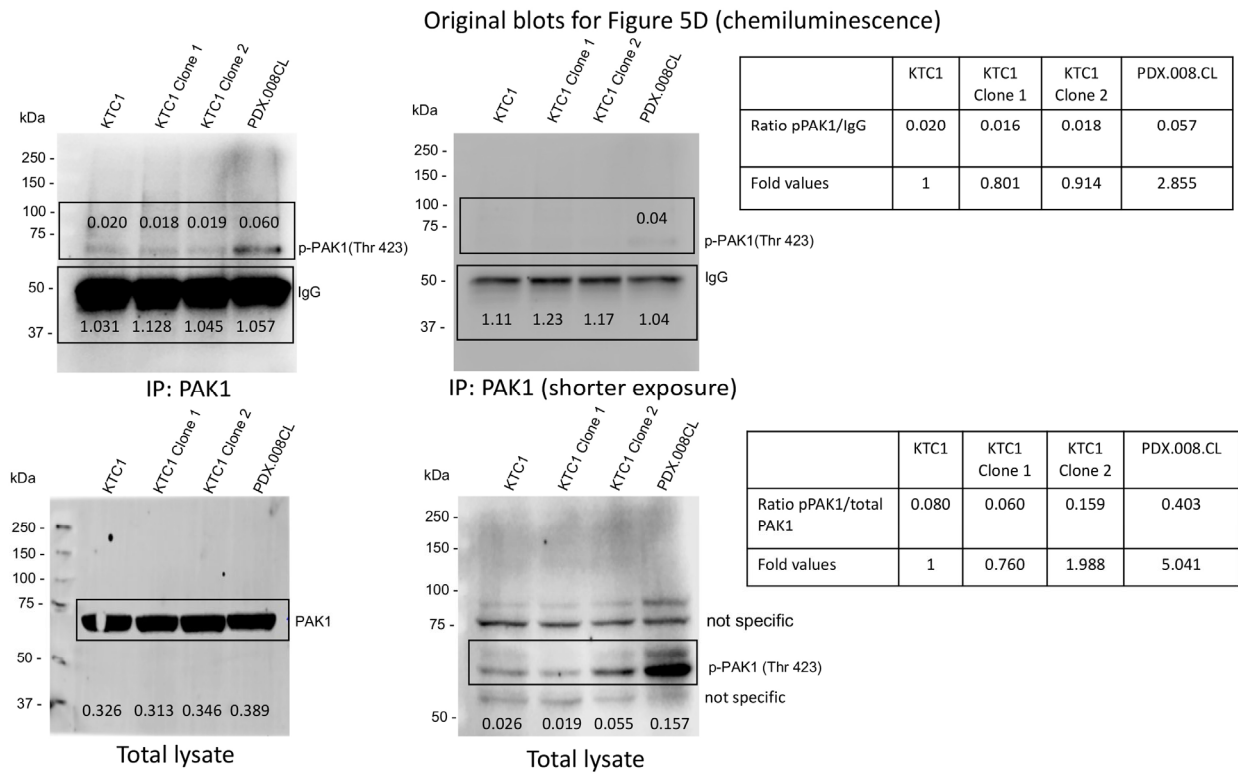 Original blots for Figure 5D (chemiluminescence)
kDa
KTC1
KTC1 Clone 1
KTC1 Clone 2
PDX.008CL
250 -
150 -
100 -
75 -
50 -
37 -
0.020 0.018 0.019 0.060
p-PAK1(Thr 423)
IgG
1.031 1.128 1.045 1.057
IP: PAK1
kDa
KTC1
KTC1 Clone 1
KTC1 Clone 2
PDX.008CL
250 -
150 -
100 -
75 -
50 -
37 -
0.04
p-PAK1(Thr 423)
IgG
1.11 1.23 1.17 1.04
IP: PAK1 (shorter exposure)
KTC1 KTC1 KTC1 PDX.008.CL
Clone 1 Clone 2
Ratio pPAK1/IgG 0.020 0.016 0.018 0.057
Fold values 1 0.801 0.914 2.855
kDa
KTC1
KTC1 Clone 1
KTC1 Clone 2
PDX.008CL
250 -
150 -
100 -
75 -
50 -
37 -
PAK1
0.326 0.313 0.346 0.389
Total lysate
kDa
KTC1
KTC1 Clone 1
KTC1 Clone 2
PDX.008CL
250 -
150 -
100 -
75 -
50 -
not specific
p-PAK1 (Thr 423)
not specific
0.026 0.019 0.055 0.157
Total lysate
KTC1 KTC1 KTC1 PDX.008.CL
Clone 1 Clone 2
Ratio pPAK1/total 0.080 0.060 0.159 0.403
PAK1
Fold values 1 0.760 1.988 5.041